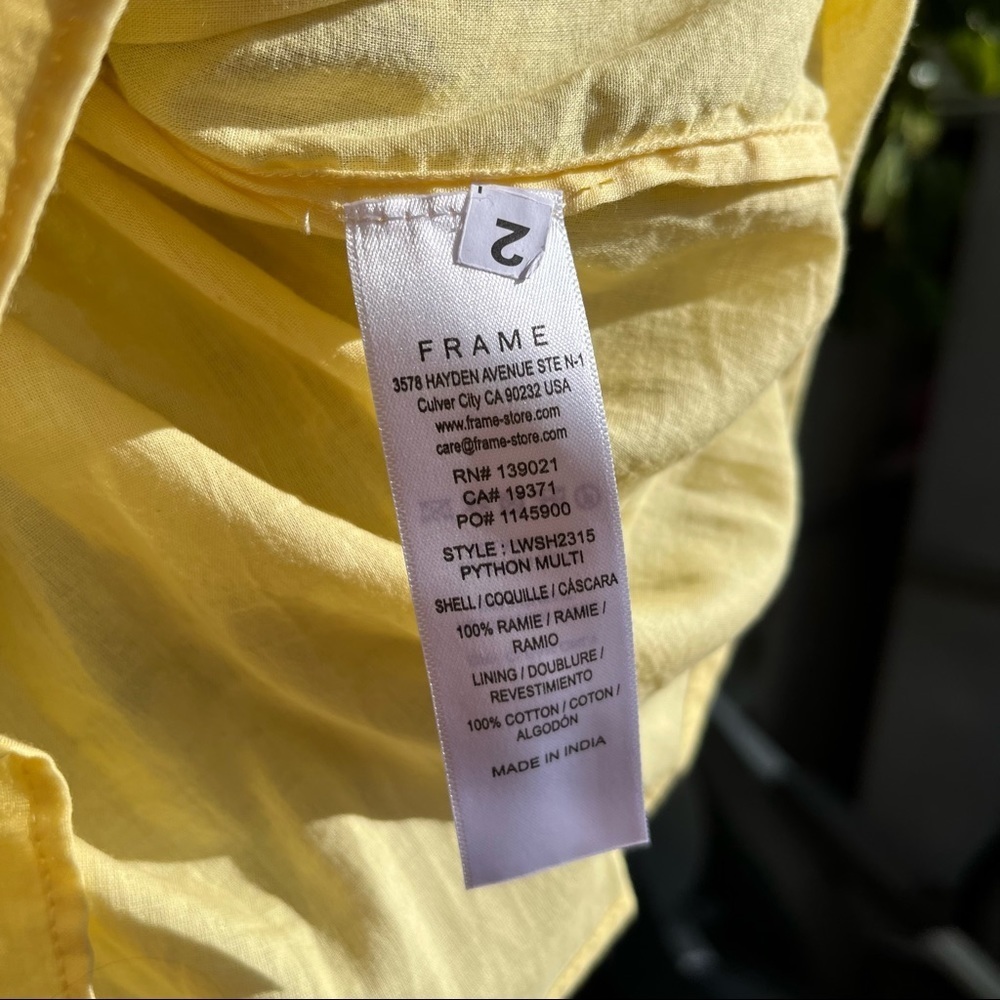 2
FRAME
3578 HAYDEN AVENUE STE N-1
Culver City CA 90232 USA
www.frame-store.com
care@frame-store.com
RN# 139021
CA# 19371
PO# 1145900
STYLE : LWSH2315
PYTHON MULTI
SHELL / COQUILLE / CÁSCARA
100% RAMIE / RAMIE /
RAMIO
LINING / DOUBLURE /
REVESTIMIENTO
100% COTTON / COTON /
ALGODÓN
MADE IN INDIA